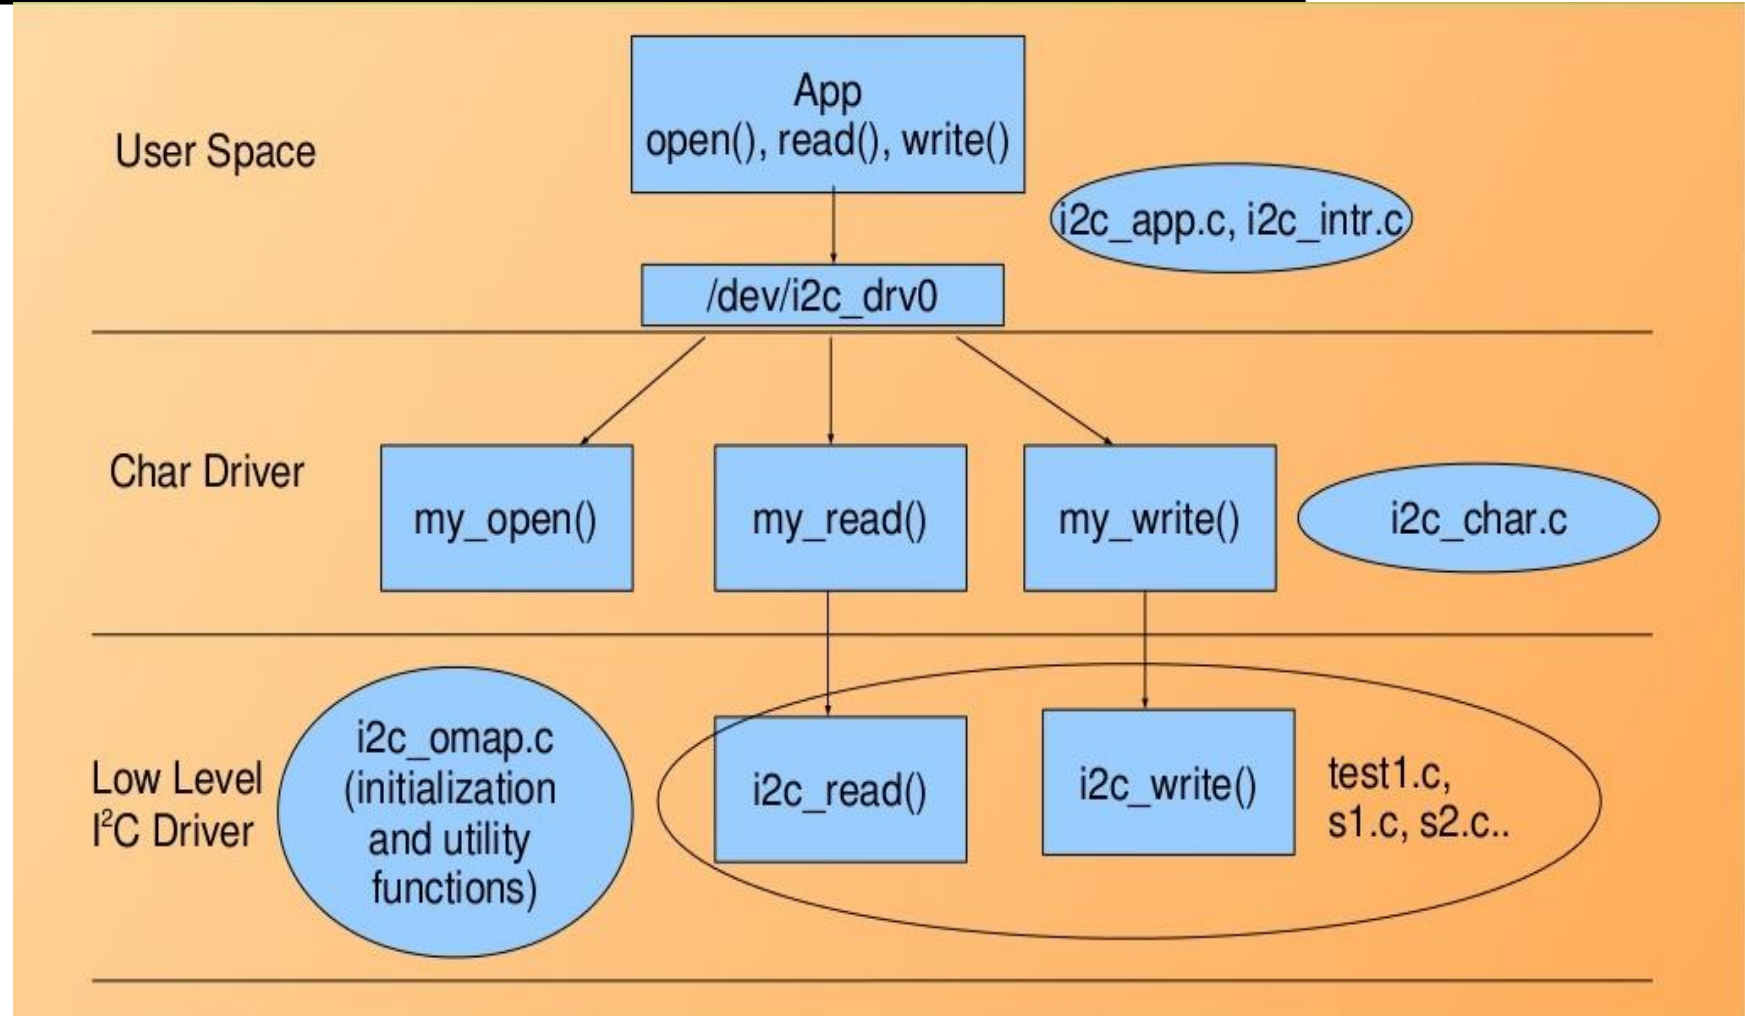 App
open(), read(), write()
User Space
i2c_app.c, i2c_intr.c
/dev/i2c_drv0
Char Driver
my_open()
my_read()
my_write()
i2c_char.c
Low Level
I²C Driver
i2c_omap.c
(initialization
and utility
functions)
i2c_read()
i2c_write()
test1.c,
s1.c, s2.c..